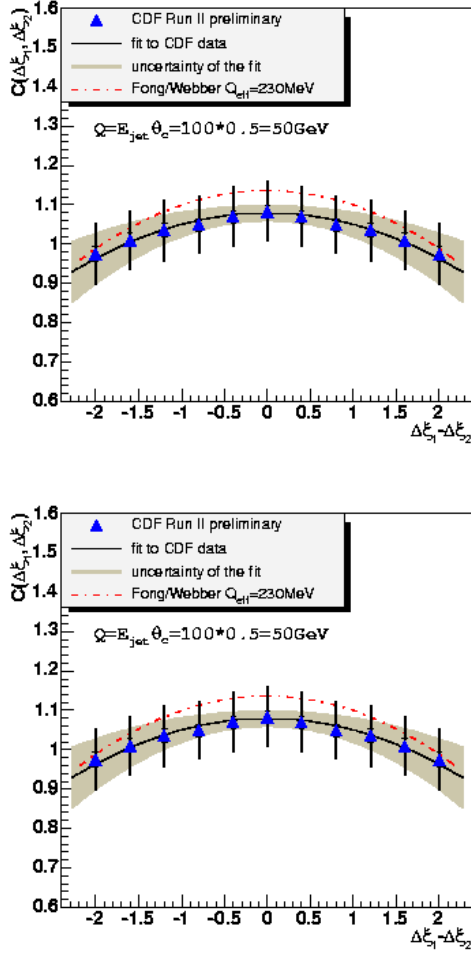 C(Δξ₁, Δξ₂)
1.6
1.5
1.4
1.3
1.2
1.1
1
0.9
0.8
0.7
0.6
CDF Run II preliminary
fit to CDF data
uncertainty of the fit
Fong/Webber Q_eff=230MeV
Q=E_jet θ_c=100*0.5=50GeV
-2 -1.5 -1 -0.5 0 0.5 1 1.5 2
Δξ₁-Δξ₂
C(Δξ₁, Δξ₂)
1.6
1.5
1.4
1.3
1.2
1.1
1
0.9
0.8
0.7
0.6
CDF Run II preliminary
fit to CDF data
uncertainty of the fit
Fong/Webber Q_eff=230MeV
Q=E_jet θ_c=100*0.5=50GeV
-2 -1.5 -1 -0.5 0 0.5 1 1.5 2
Δξ₁-Δξ₂